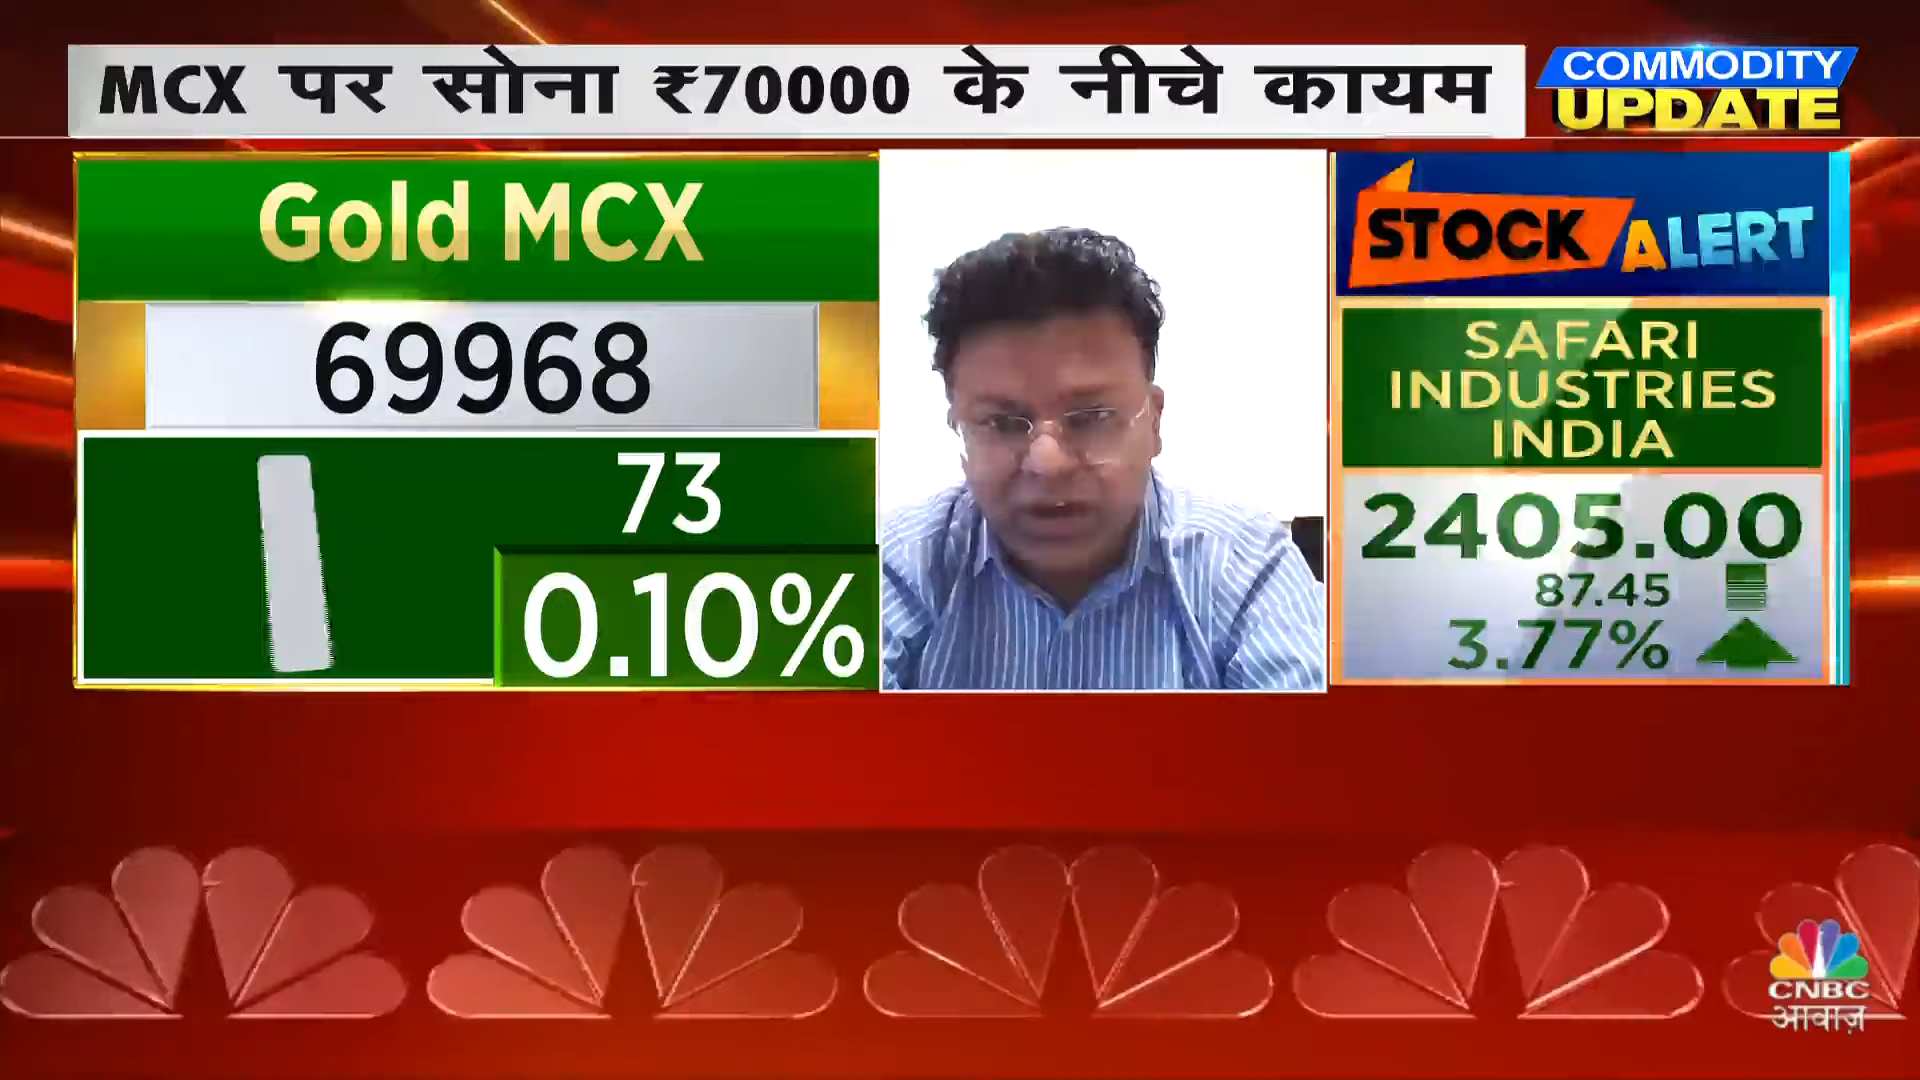 MCX पर सोना ₹70000 के नीचे कायम
COMMODITY
UPDATE
Gold MCX
69968
73
0.10%
STOCK ALERT
SAFARI
INDUSTRIES
INDIA
2405.00
87.45
3.77%
CNBC
आवाज़